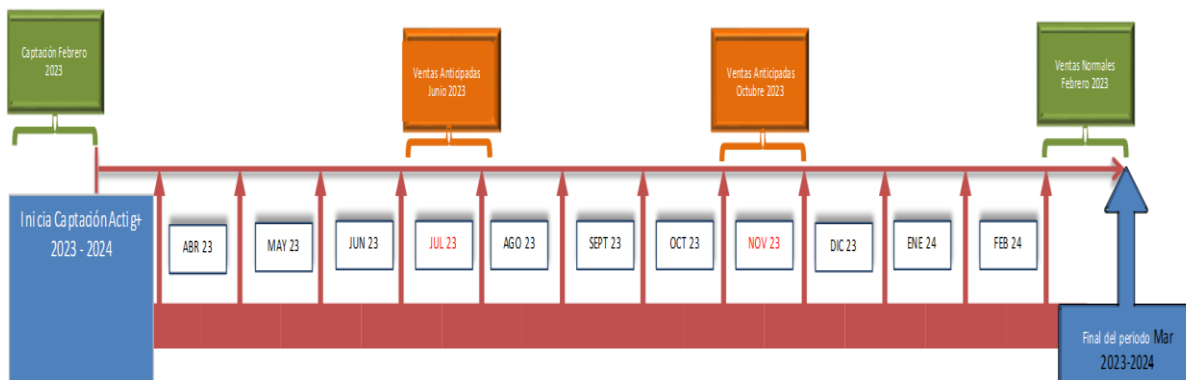 Captación Febrero
2023
Ventas Anticipadas
Junio 2023
Ventas Anticipadas
Octubre 2023
Ventas Normales
Febrero 2023
Inicia Captación Actig+
2023 - 2024
ABR 23
MAY 23
JUN 23
JUL 23
AGO 23
SEPT 23
OCT 23
NOV 23
DIC 23
ENE 24
FEB 24
Final del periodo Mar
2023-2024